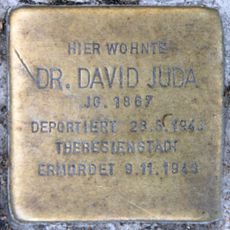 HIER WOHNTE
DR. DAVID JUDA
JG. 1867
DEPORTIERT 28.5.1943
THERESIENSTADT
ERMORDET 9.11.1943